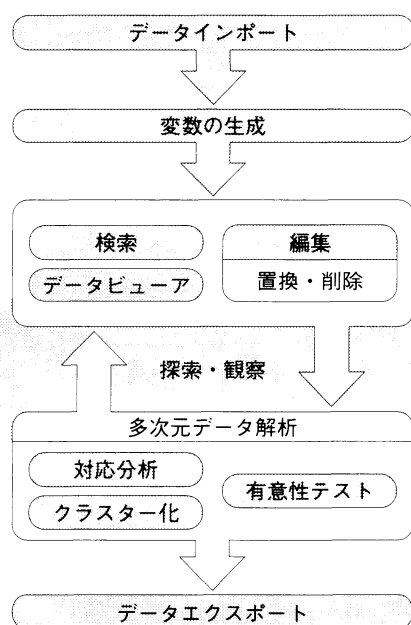 データインポート
変数の生成
検索
データビューア
編集
置換・削除
探索・観察
多次元データ解析
対応分析
クラスター化
有意性テスト
データエクスポート